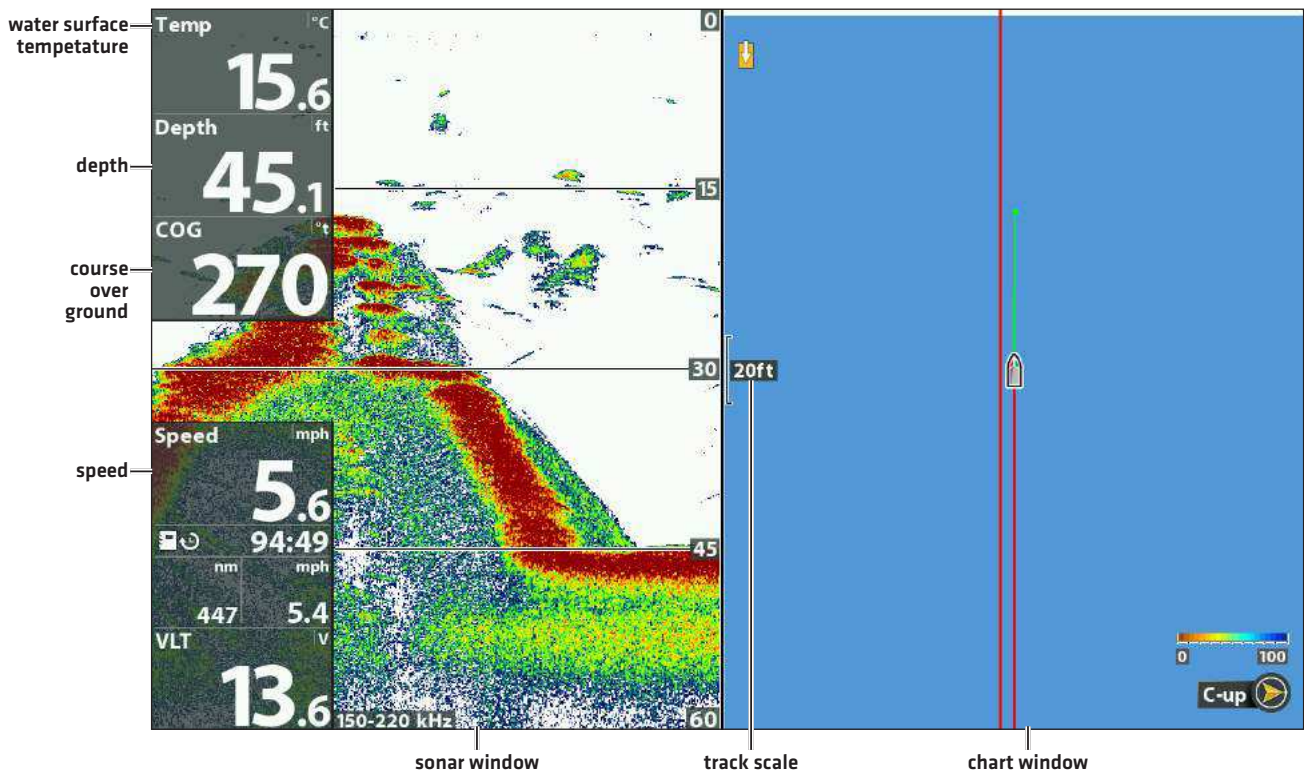 water surface
tempetature
depth
course
over
ground
speed
Temp °C
15.6
Depth ft
45.1
COG °t
270
Speed mph
5.6
94:49
nm mph
447 5.4
VLT V
13.6
150-220 kHz
0
15
30
45
60
20ft
0 100
C-up
sonar window
track scale
chart window